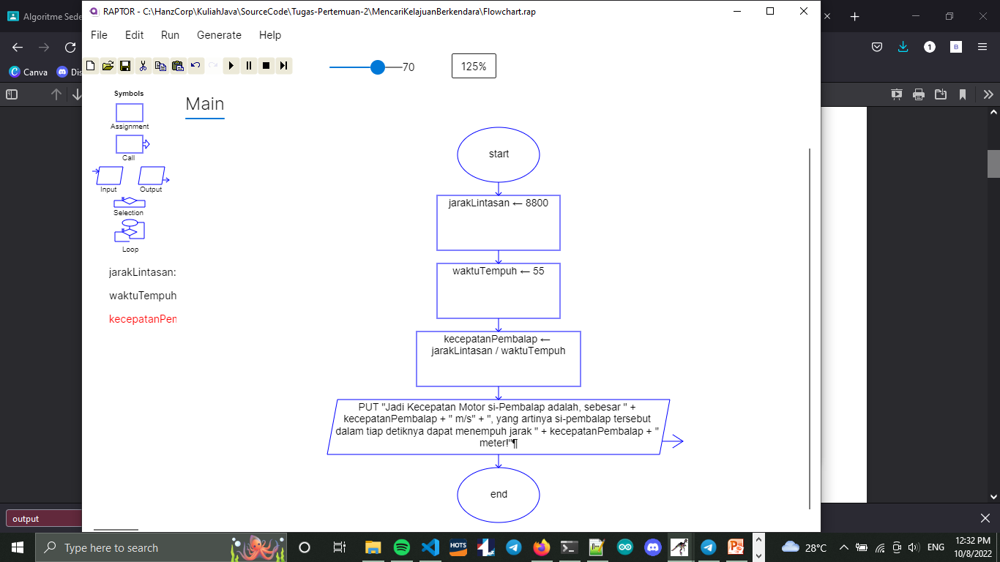 Algoritme Sede
RAPTOR - C:\HanzCorp\KuliahJava\SourceCode\Tugas-Pertemuan-2\MencariKelajuanBerkendara\Flowchart.rap
File Edit Run Generate Help
70
125%
1
B
Canva
Dis
Symbols
Assignment
Call
Input Output
Selection
Loop
jarakLintasan:
waktuTempuh
kecepatanPem
Main
start
jarakLintasan ← 8800
waktuTempuh ← 55
kecepatanPembalap ←
jarakLintasan / waktuTempuh
PUT "Jadi Kecepatan Motor si-Pembalap adalah, sebesar " +
kecepatanPembalap + " m/s" + ", yang artinya si-pembalap tersebut
dalam tiap detiknya dapat menempuh jarak " + kecepatanPembalap + "
meter!"¶
end
output
Type here to search
HOTS
28°C
ENG
12:32 PM
10/8/2022